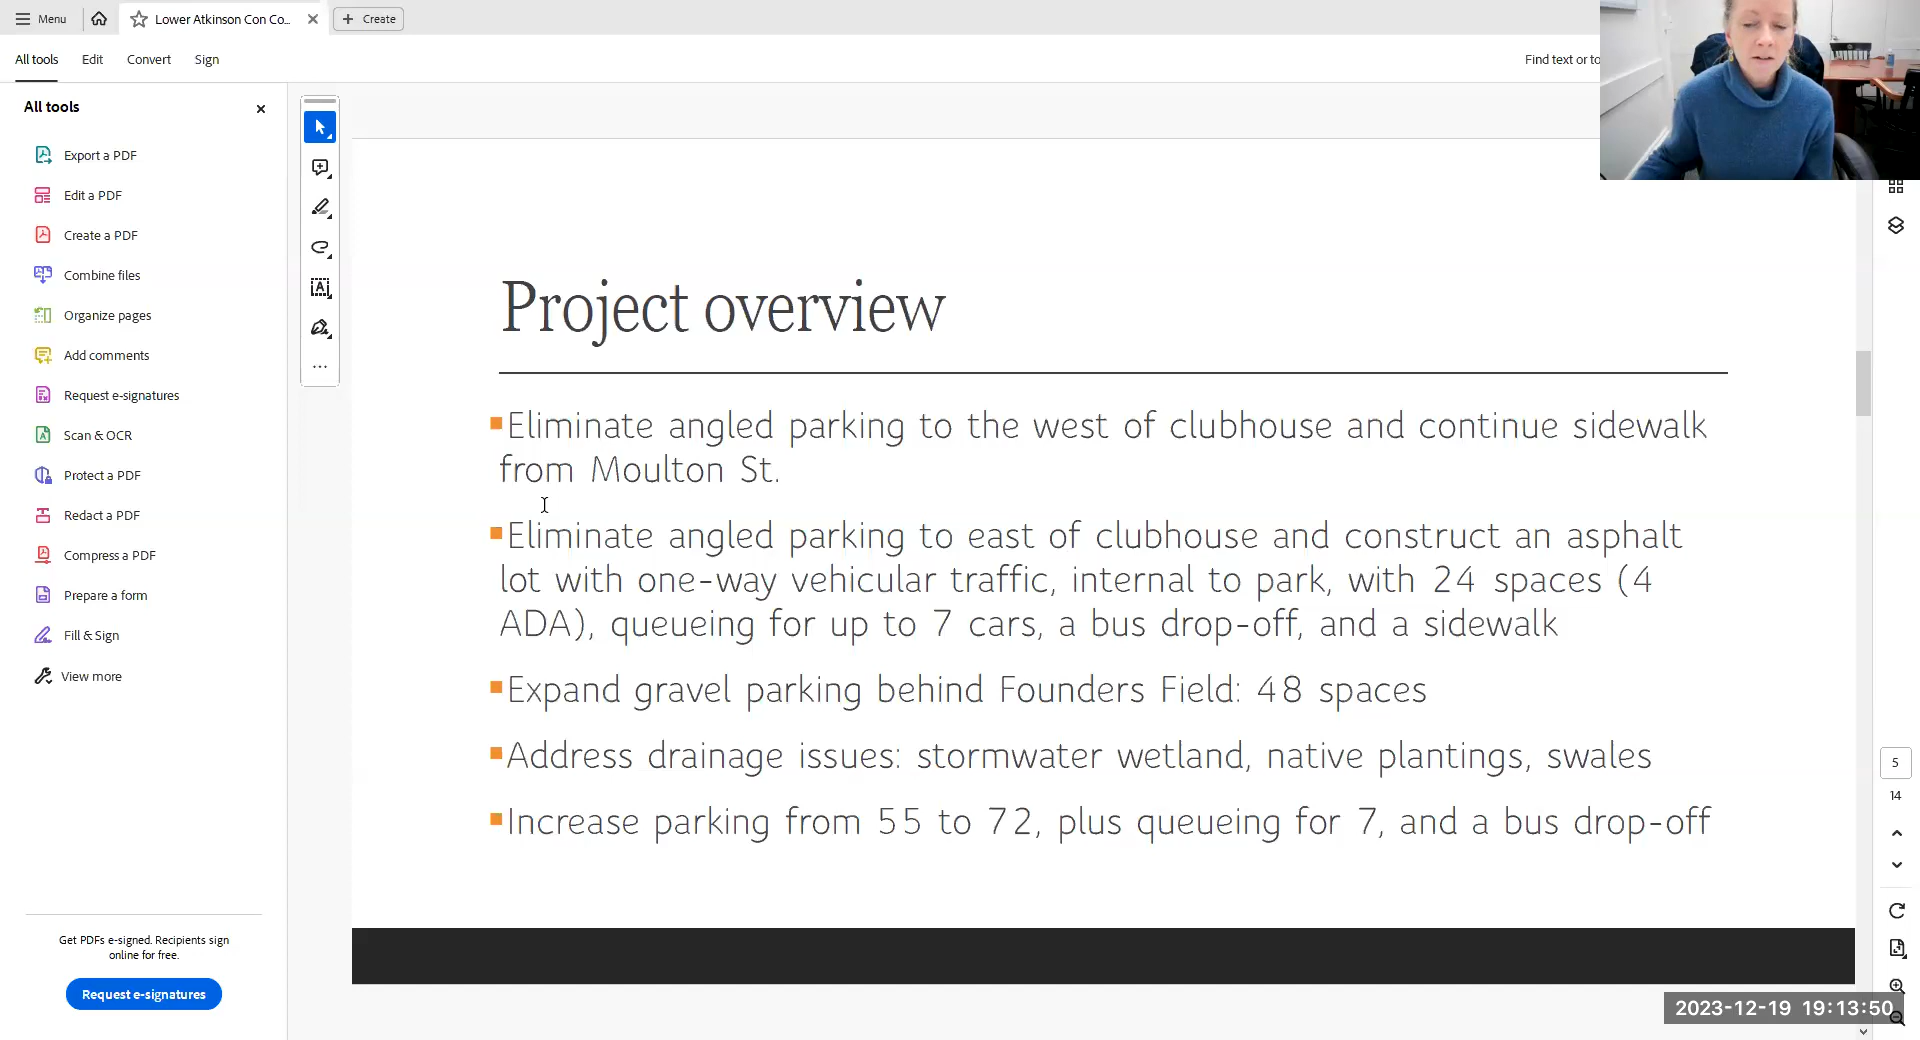 Menu
Lower Atkinson Con Co...
Create
All tools
Edit
Convert
Sign
Find text or to
All tools
Export a PDF
Edit a PDF
Create a PDF
Combine files
Organize pages
Add comments
Request e-signatures
Scan & OCR
Protect a PDF
Redact a PDF
Compress a PDF
Prepare a form
Fill & Sign
View more
Get PDFs e-signed. Recipients sign
online for free.
Request e-signatures
Project overview
Eliminate angled parking to the west of clubhouse and continue sidewalk
from Moulton St.
Eliminate angled parking to east of clubhouse and construct an asphalt
lot with one-way vehicular traffic, internal to park, with 24 spaces (4
ADA), queueing for up to 7 cars, a bus drop-off, and a sidewalk
Expand gravel parking behind Founders Field: 48 spaces
Address drainage issues: stormwater wetland, native plantings, swales
Increase parking from 55 to 72, plus queueing for 7, and a bus drop-off
5
14
2023-12-19 19:13:50